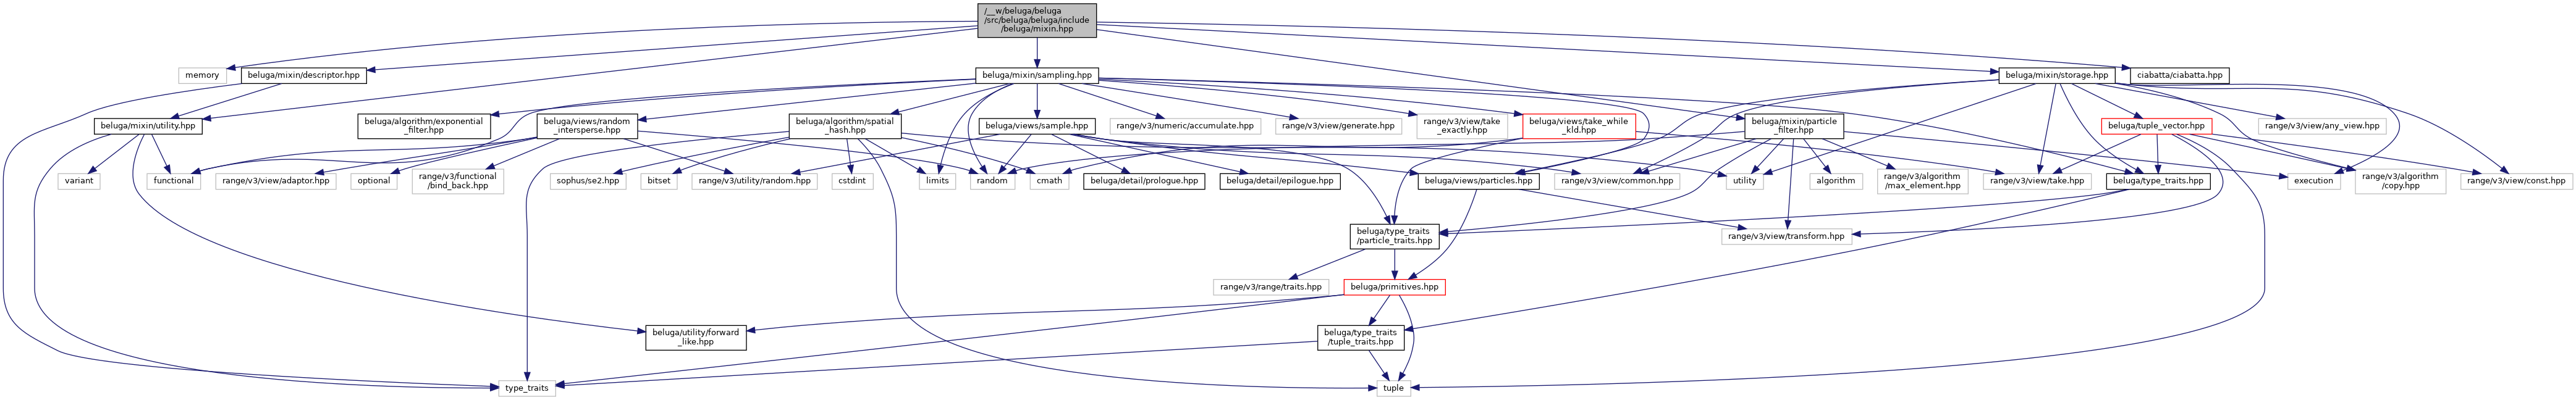 /__w/beluga/beluga
/src/beluga/beluga/include
/beluga/mixin.hpp
memory
beluga/mixin/descriptor.hpp
beluga/mixin/sampling.hpp
beluga/mixin/storage.hpp
ciabatta/ciabatta.hpp
beluga/mixin/utility.hpp
beluga/algorithm/exponential
_filter.hpp
beluga/views/random
_intersperse.hpp
beluga/algorithm/spatial
_hash.hpp
beluga/views/sample.hpp
range/v3/numeric/accumulate.hpp
range/v3/view/generate.hpp
range/v3/view/take
_exactly.hpp
beluga/views/take_while
_kld.hpp
beluga/mixin/particle
_filter.hpp
beluga/tuple_vector.hpp
range/v3/view/any_view.hpp
variant
functional
range/v3/view/adaptor.hpp
optional
range/v3/functional
/bind_back.hpp
sophus/se2.hpp
bitset
range/v3/utility/random.hpp
cstdint
limits
random
cmath
beluga/detail/prologue.hpp
beluga/detail/epilogue.hpp
beluga/views/particles.hpp
range/v3/view/common.hpp
utility
algorithm
range/v3/algorithm
/max_element.hpp
range/v3/view/take.hpp
beluga/type_traits.hpp
execution
range/v3/algorithm
/copy.hpp
range/v3/view/const.hpp
beluga/type_traits
/particle_traits.hpp
range/v3/view/transform.hpp
range/v3/range/traits.hpp
beluga/primitives.hpp
beluga/utility/forward
_like.hpp
beluga/type_traits
/tuple_traits.hpp
type_traits
tuple